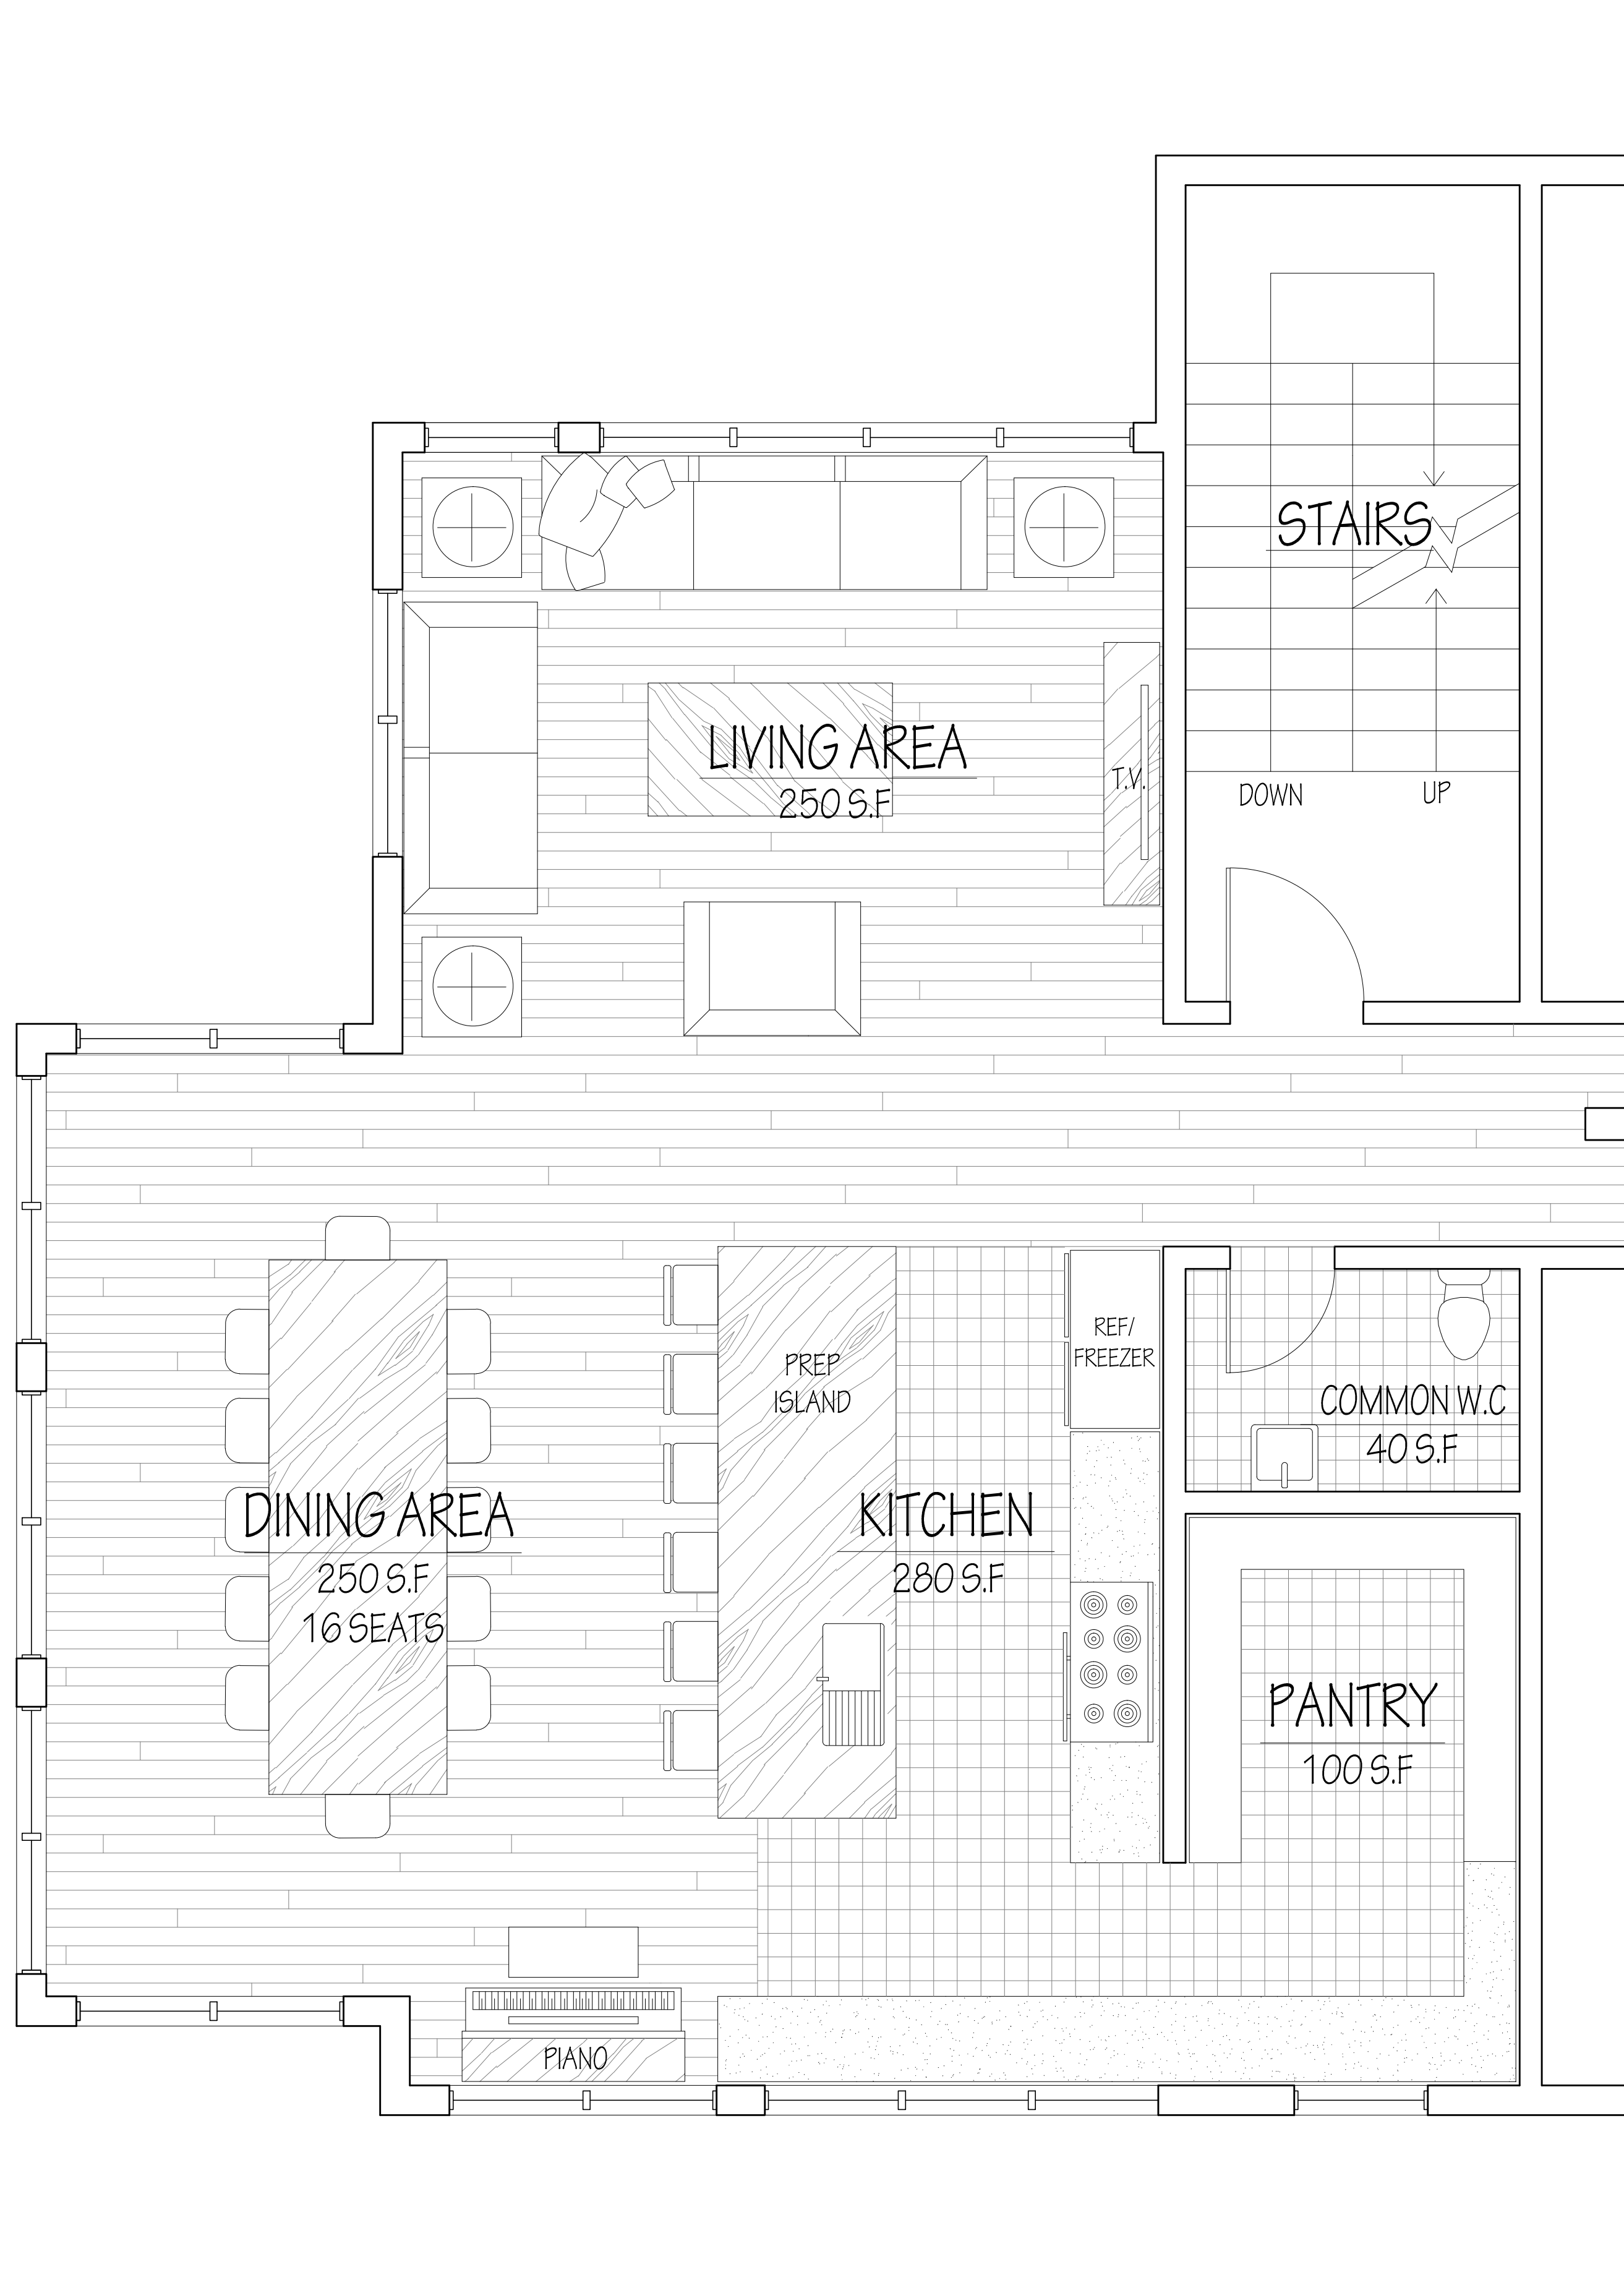 STAIRS
LIVING AREA
250 S.F
T.V.
DOWN
UP
REF/
FREEZER
PREP
ISLAND
COMMON W.C
40 S.F
DINING AREA
250 S.F
16 SEATS
KITCHEN
280 S.F
PANTRY
100 S.F
PIANO